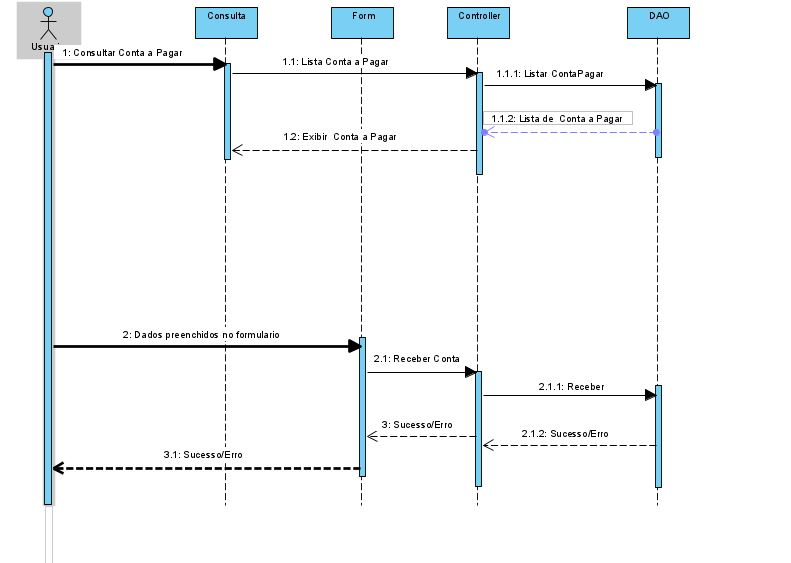 Consulta
Form
Controller
DAO
1: Consultar Conta a Pagar
1.1: Lista Conta a Pagar
1.1.1: Listar ContaPagar
1.1.2: Lista de  Conta a Pagar
1.2: Exibir  Conta a Pagar
2: Dados preenchidos no formulario
2.1: Receber Conta
2.1.1: Receber
3: Sucesso/Erro
2.1.2: Sucesso/Erro
3.1: Sucesso/Erro